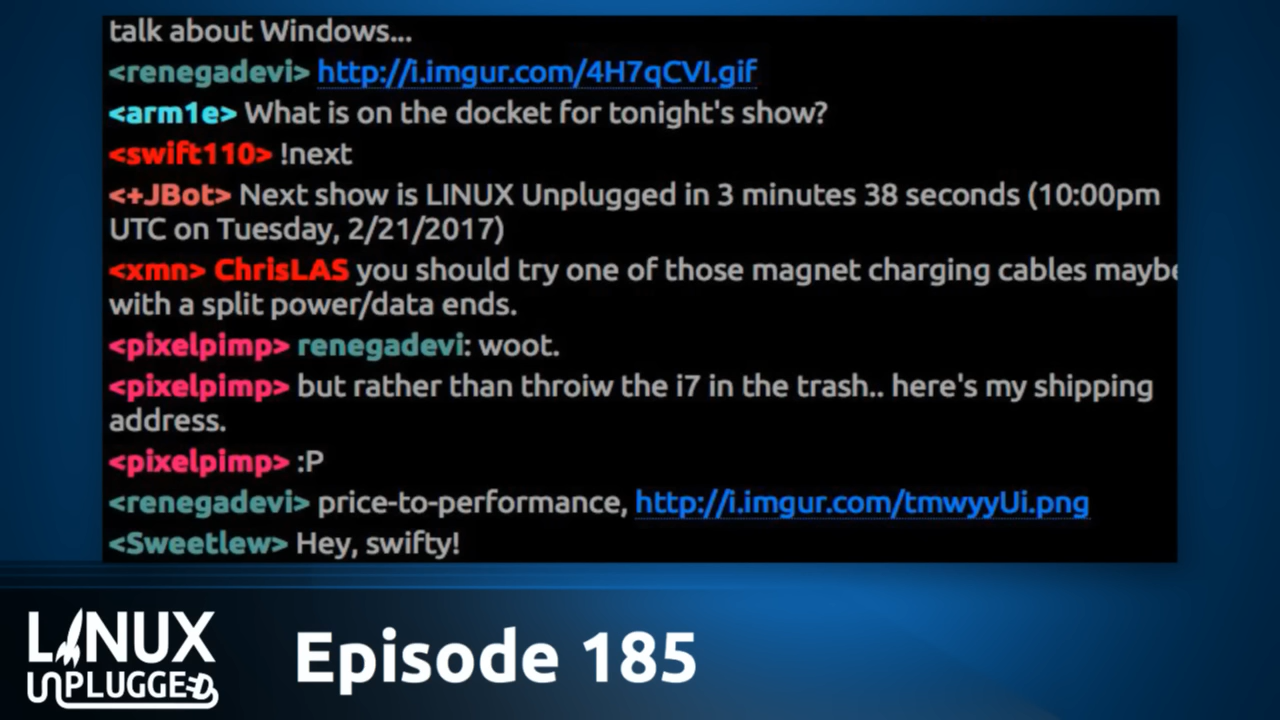 talk about Windows...
<renegadevi> http://i.imgur.com/4H7qCVI.gif
<arm1e> What is on the docket for tonight's show?
<swift110> !next
<+JBot> Next show is LINUX Unplugged in 3 minutes 38 seconds (10:00pm
UTC on Tuesday, 2/21/2017)
<xmn> ChrisLAS you should try one of those magnet charging cables maybe
with a split power/data ends.
<pixelpimp> renegadevi: woot.
<pixelpimp> but rather than throiw the i7 in the trash.. here's my shipping
address.
<pixelpimp> :P
<renegadevi> price-to-performance, http://i.imgur.com/tmwyyUi.png
<Sweetlew> Hey, swifty!
LINUX
UNPLUGGED
Episode 185